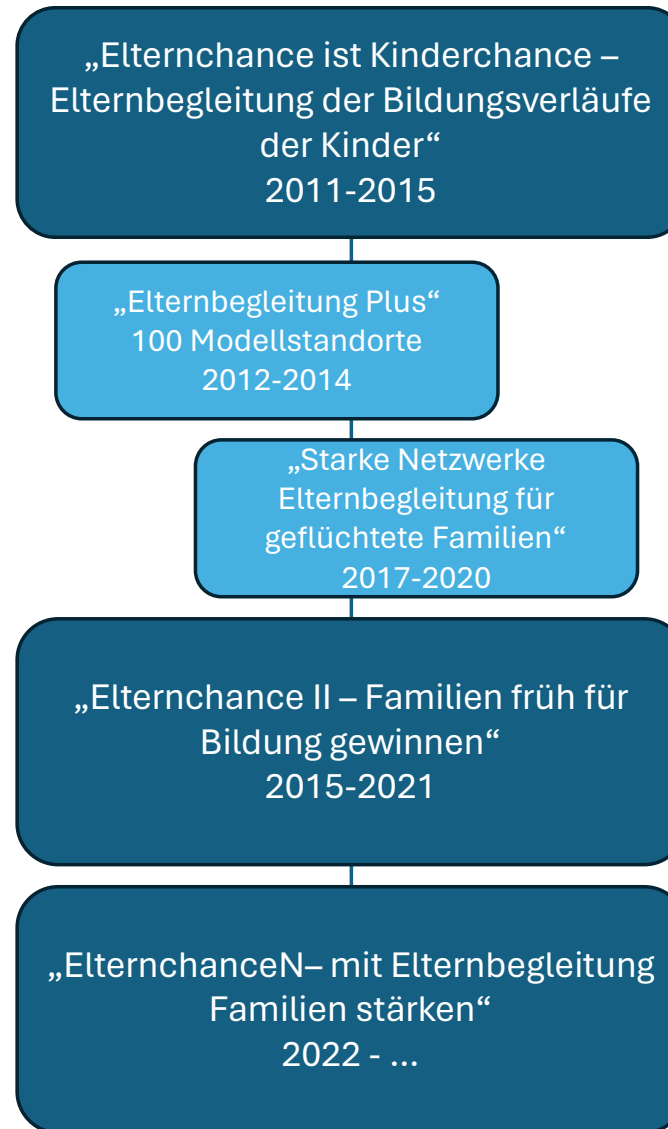 „Elternchance ist Kinderchance –
Elternbegleitung der Bildungsverläufe
der Kinder“
2011-2015
„Elternbegleitung Plus“
100 Modellstandorte
2012-2014
„Starke Netzwerke
Elternbegleitung für
geflüchtete Familien“
2017-2020
„Elternchance II – Familien früh für
Bildung gewinnen“
2015-2021
„ElternchanceN– mit Elternbegleitung
Familien stärken“
2022 - ...